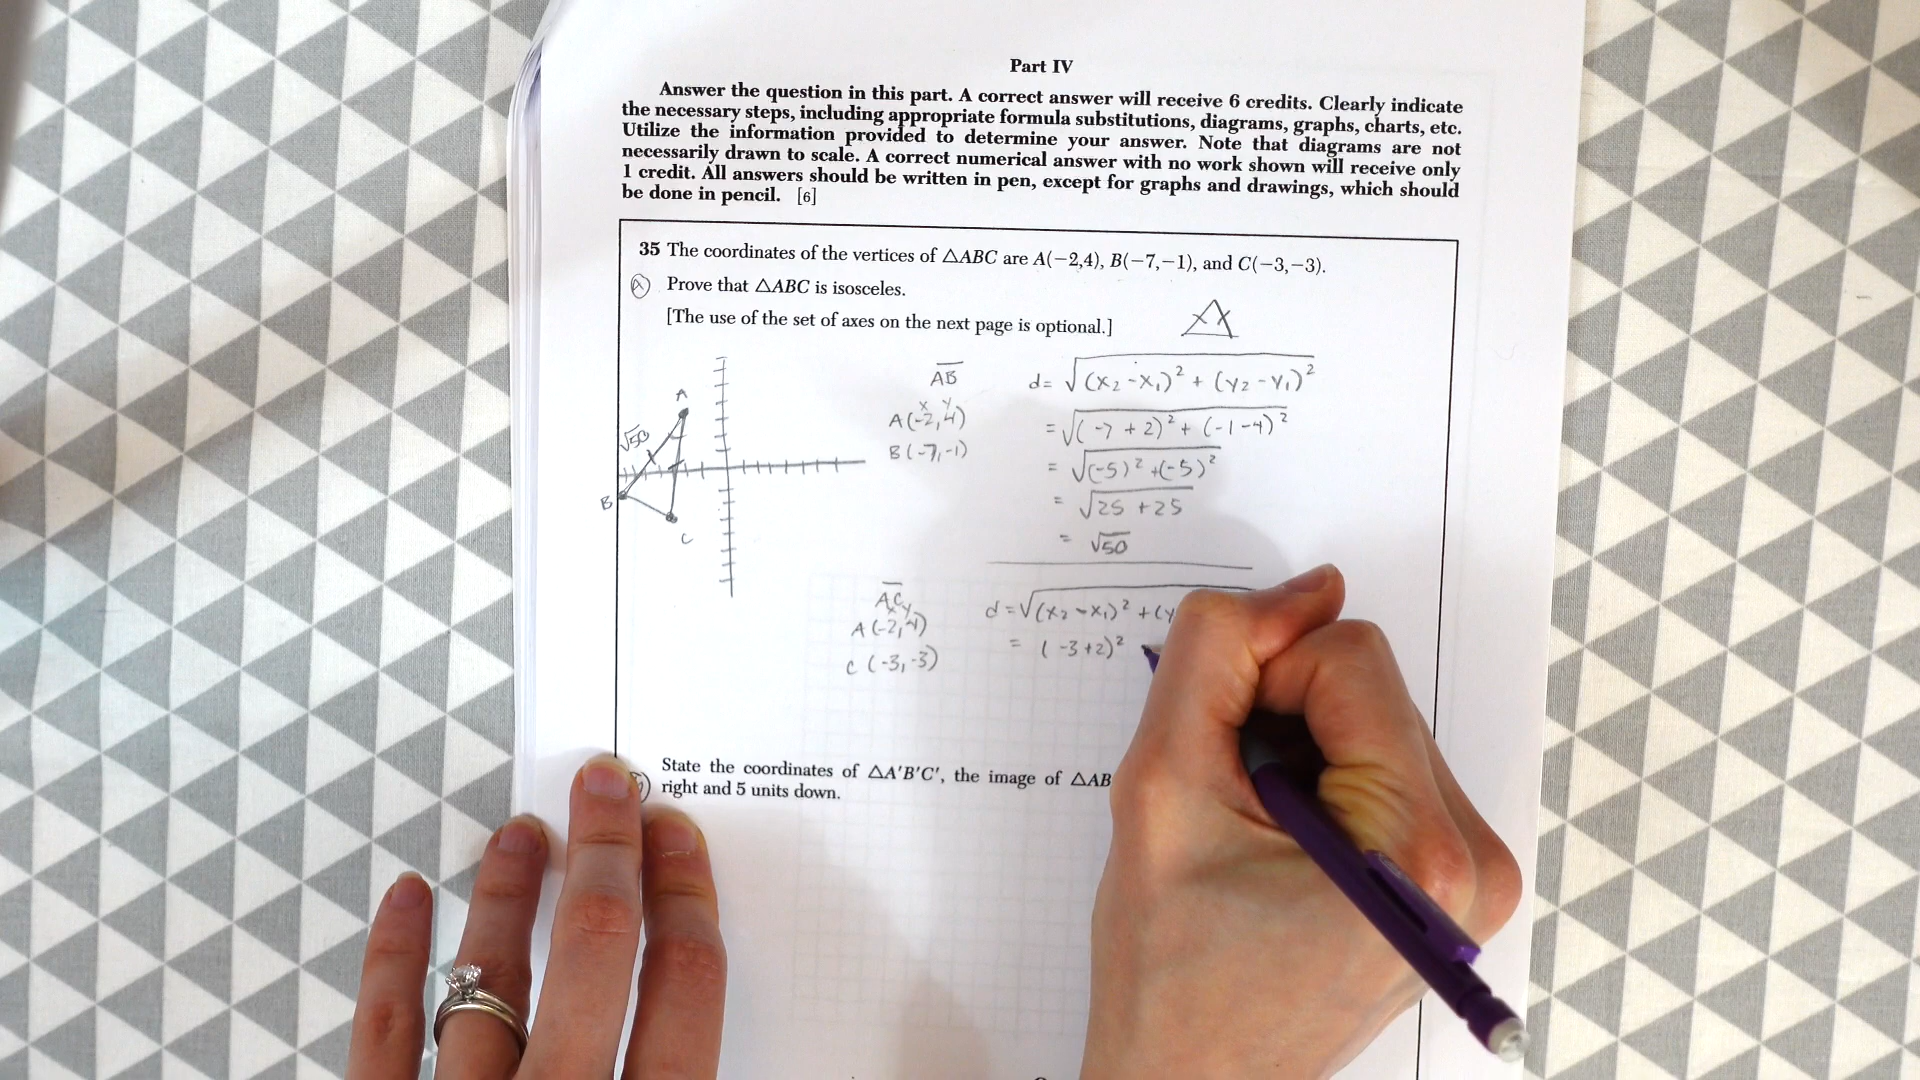 Part IV
Answer the question in this part. A correct answer will receive 6 credits. Clearly indicate
the necessary steps, including appropriate formula substitutions, diagrams, graphs, charts, etc.
Utilize the information provided to determine your answer. Note that diagrams are not
necessarily drawn to scale. A correct numerical answer with no work shown will receive only
1 credit. All answers should be written in pen, except for graphs and drawings, which should
be done in pencil. [6]
35 The coordinates of the vertices of △ABC are A(−2,4), B(−7,−1), and C(−3,−3).
A Prove that △ABC is isosceles.
[The use of the set of axes on the next page is optional.]
A
√50
B
C
AB
x y
A(-2,4)
B(-7,-1)
d= √(x₂-x₁)² + (y₂-y₁)²
= √(-7+2)² + (-1-4)²
= √(-5)² +(-5)²
= √25 +25
= √50
AC
x y
A(-2,4)
C (-3,-3)
d=√(x₂-x₁)² +(y
= (-3+2)²
State the coordinates of △A′B′C′, the image of △AB
right and 5 units down.